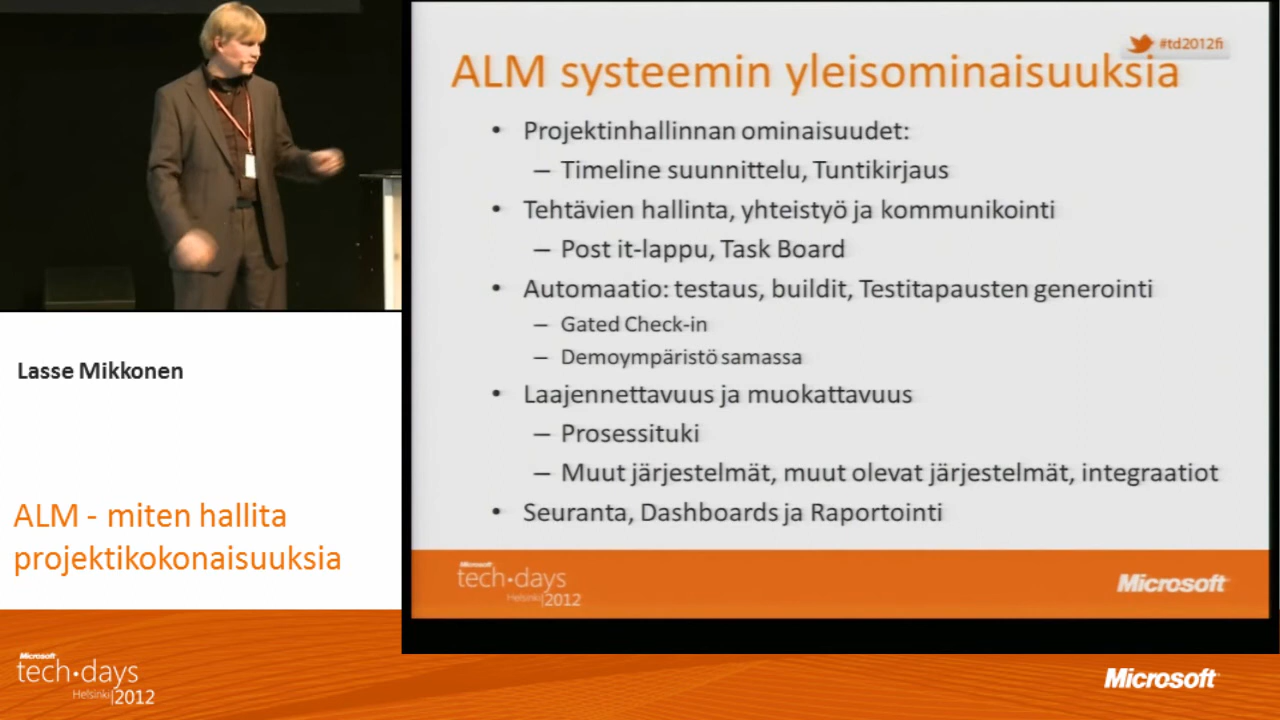 #td2012fi
ALM systeemin yleisominaisuuksia
• Projektinhallinnan ominaisuudet:
– Timeline suunnittelu, Tuntikirjaus
• Tehtävien hallinta, yhteistyö ja kommunikointi
– Post it-lappu, Task Board
• Automaatio: testaus, buildit, Testitapausten generointi
– Gated Check-in
– Demoympäristö samassa
• Laajennettavuus ja muokattavuus
– Prosessituki
– Muut järjestelmät, muut olevat järjestelmät, integraatiot
• Seuranta, Dashboards ja Raportointi
Microsoft
tech·days
Helsinki|2012
Microsoft
Lasse Mikkonen
ALM - miten hallita
projektikokonaisuuksia
Microsoft
tech·days
Helsinki|2012
Microsoft